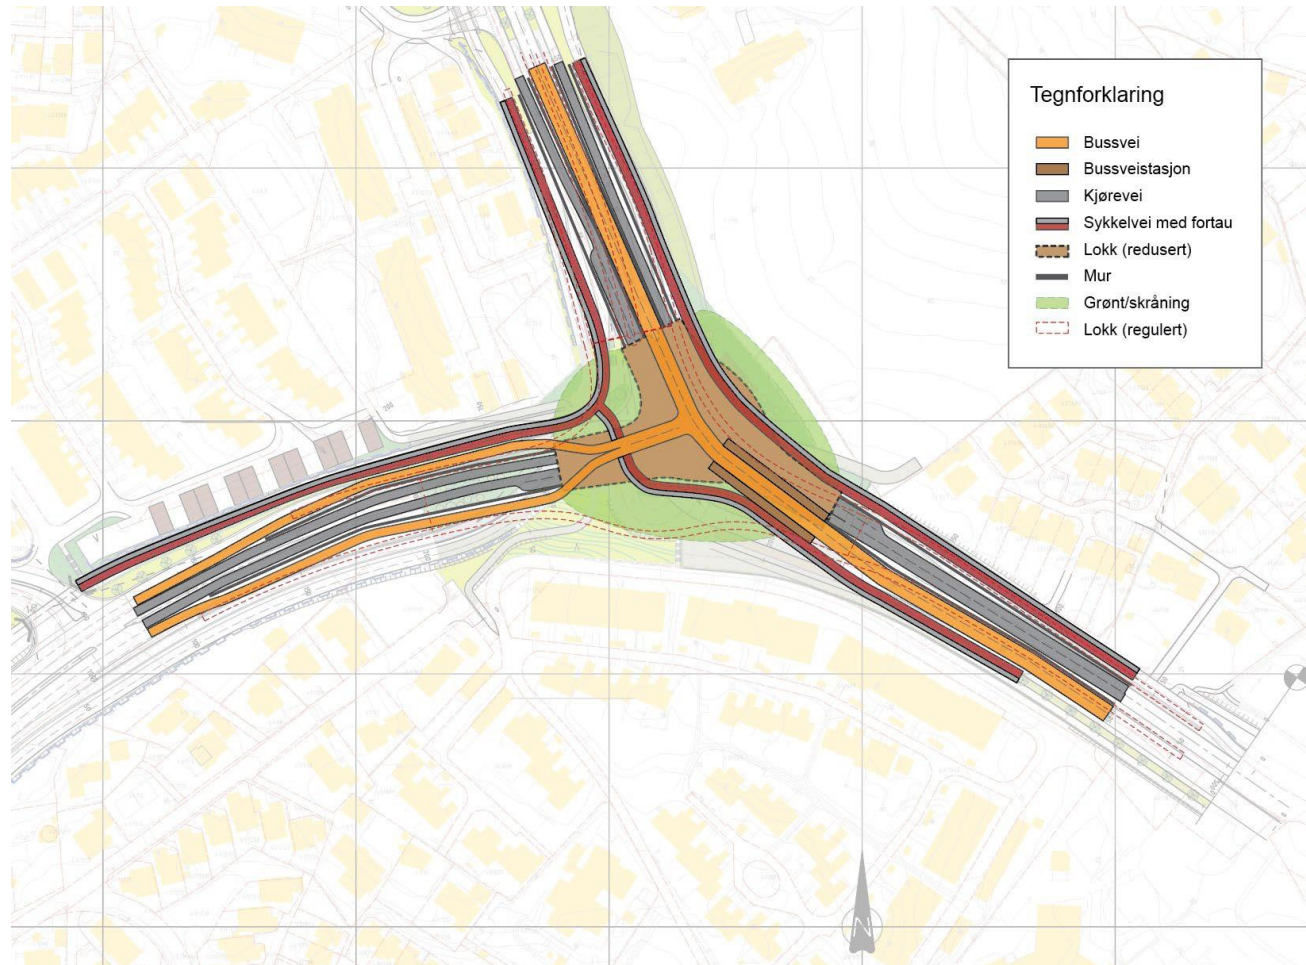 Tegnforklaring
Bussvei
Bussveistasjon
Kjørevei
Sykkelvei med fortau
Lokk (redusert)
Mur
Grønt/skråning
Lokk (regulert)
N